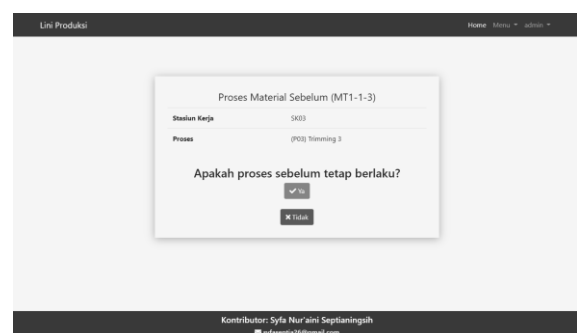 Lini Produksi
Home Menu admin
Proses Material Sebelum (MT1-1-3)
Stasiun Kerja SK03
Proses (P03) Trimming 3
Apakah proses sebelum tetap berlaku?
Ya
Tidak
Kontributor: Syfa Nur'aini Septianingsih